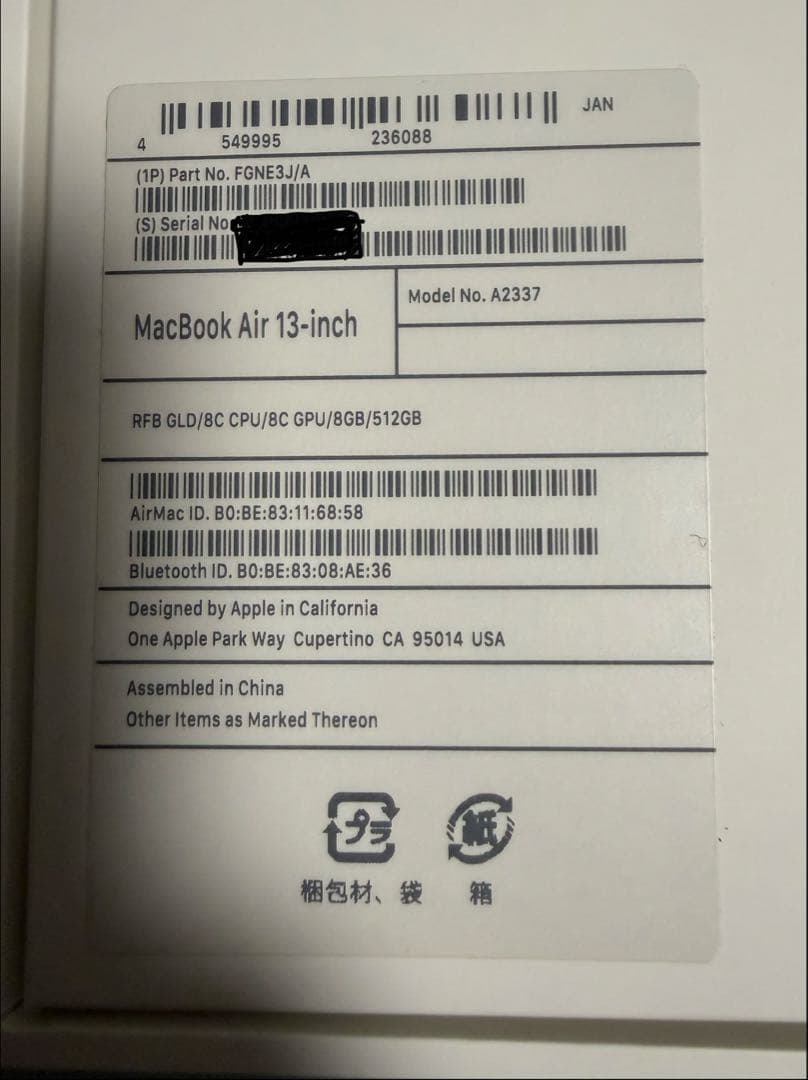 JAN
4 549995 236088
(1P) Part No. FGNE3J/A
(S) Serial No
MacBook Air 13-inch
Model No. A2337
RFB GLD/8C CPU/8C GPU/8GB/512GB
AirMac ID. B0:BE:83:11:68:58
Bluetooth ID. B0:BE:83:08:AE:36
Designed by Apple in California
One Apple Park Way Cupertino CA 95014 USA
Assembled in China
Other Items as Marked Thereon
プラ 紙
梱包材、袋 箱